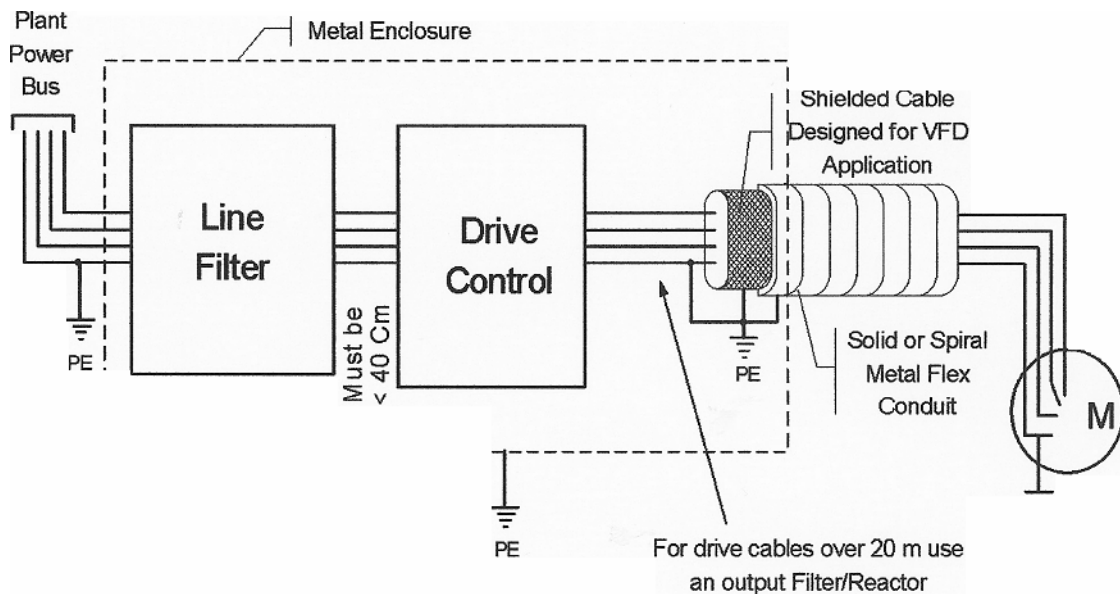 Plant
Power
Bus
Metal Enclosure
Shielded Cable
Designed for VFD
Application
Line
Filter
Drive
Control
Must be
< 40 Cm
PE
PE
Solid or Spiral
Metal Flex
Conduit
M
PE
For drive cables over 20 m use
an output Filter/Reactor